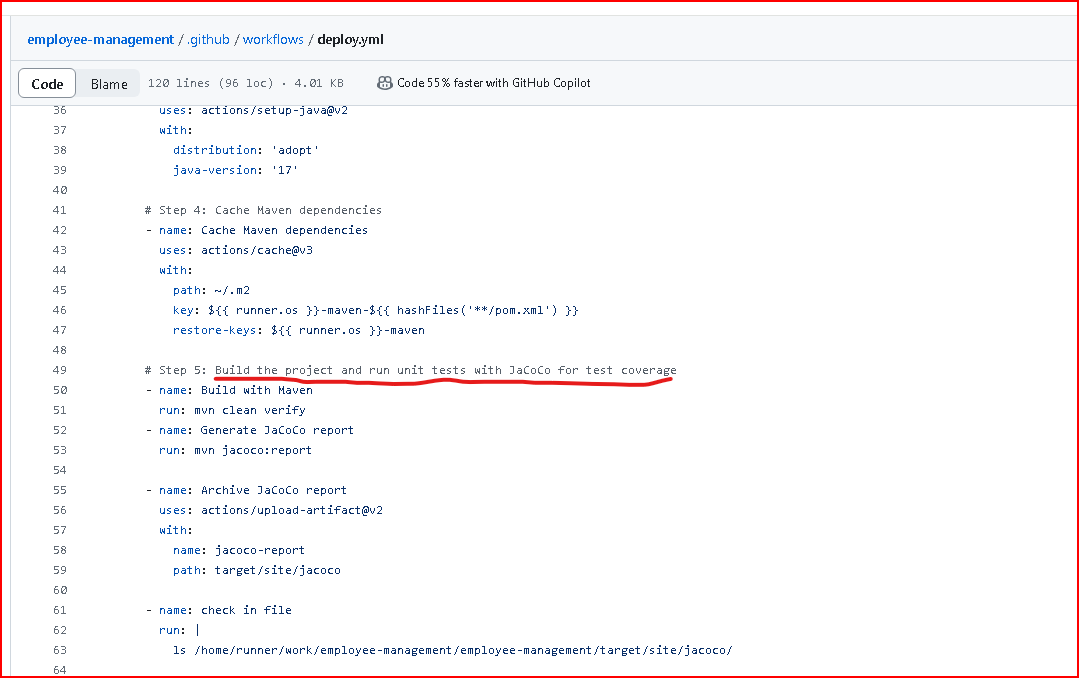 employee-management / .github / workflows / deploy.yml
Code Blame 120 lines (96 loc) · 4.01 KB Code 55% faster with GitHub Copilot
36 uses: actions/setup-java@v2
37 with:
38 distribution: 'adopt'
39 java-version: '17'
40
41 # Step 4: Cache Maven dependencies
42 - name: Cache Maven dependencies
43 uses: actions/cache@v3
44 with:
45 path: ~/.m2
46 key: ${{ runner.os }}-maven-${{ hashFiles('**/pom.xml') }}
47 restore-keys: ${{ runner.os }}-maven
48
49 # Step 5: Build the project and run unit tests with JaCoCo for test coverage
50 - name: Build with Maven
51 run: mvn clean verify
52 - name: Generate JaCoCo report
53 run: mvn jacoco:report
54
55 - name: Archive JaCoCo report
56 uses: actions/upload-artifact@v2
57 with:
58 name: jacoco-report
59 path: target/site/jacoco
60
61 - name: check in file
62 run: |
63 ls /home/runner/work/employee-management/employee-management/target/site/jacoco/
64